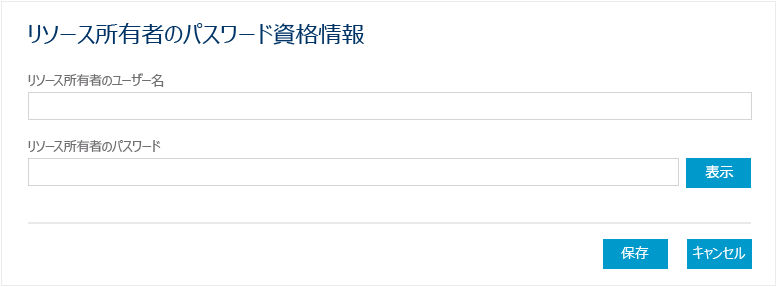 リソース所有者のパスワード資格情報
リソース所有者のユーザー名
リソース所有者のパスワード
表示
保存
キャンセル